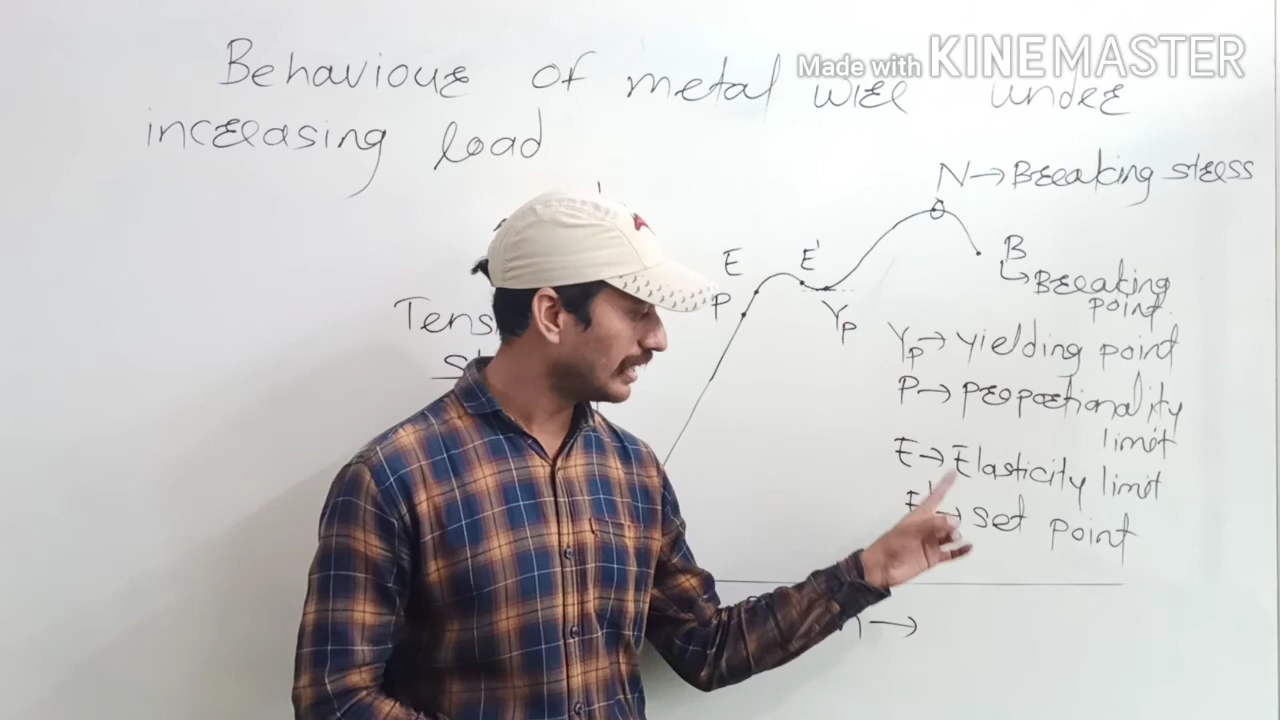 Behaviour of metal wire under
increasing load
Made with KINEMASTER
N→Breaking stress
E
E'
B
↳Breaking
point.
P
Yp
Yp→yielding point
P→proportionality
limit
E→Elasticity limit
E'→set point